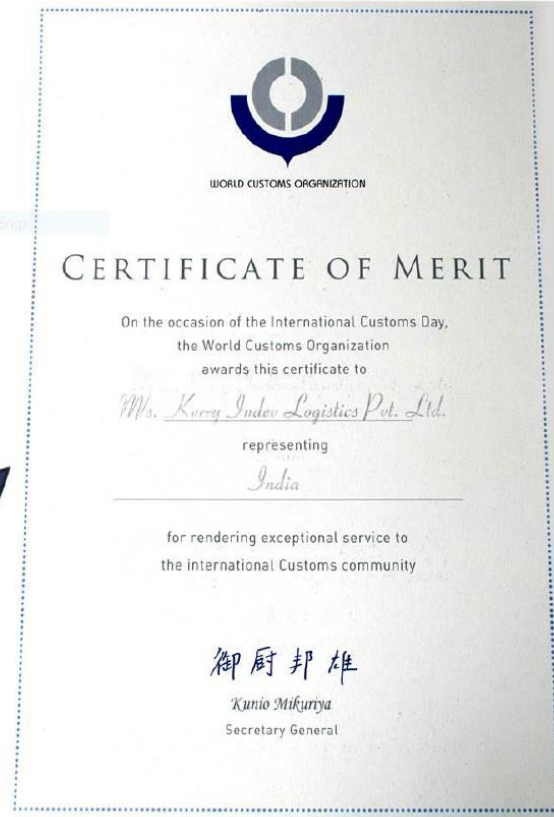 Snip
WORLD CUSTOMS ORGANIZATION
CERTIFICATE OF MERIT
On the occasion of the International Customs Day,
the World Customs Organization
awards this certificate to
M/s. Kerry Indev Logistics Pvt. Ltd.
representing
India
for rendering exceptional service to
the international Customs community
御厨邦雄
Kunio Mikuriya
Secretary General